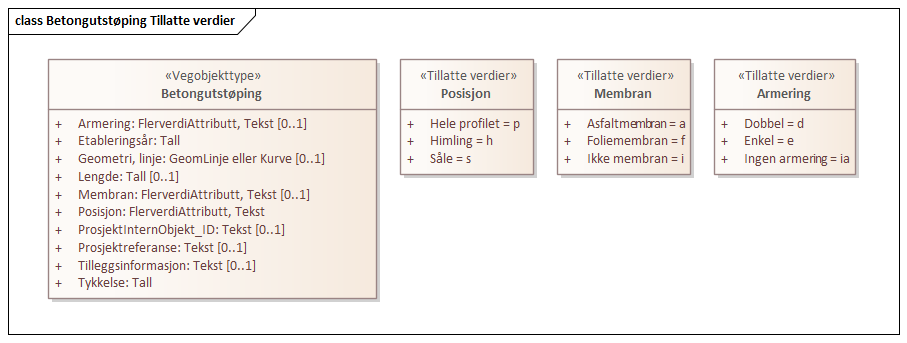 class Betongutstøping Tillatte verdier
«Vegobjekttype»
Betongutstøping
+ Armering: FlerverdiAttributt, Tekst [0..1]
+ Etableringsår: Tall
+ Geometri, linje: GeomLinje eller Kurve [0..1]
+ Lengde: Tall [0..1]
+ Membran: FlerverdiAttributt, Tekst [0..1]
+ Posisjon: FlerverdiAttributt, Tekst
+ ProsjektInternObjekt_ID: Tekst [0..1]
+ Prosjektreferanse: Tekst [0..1]
+ Tilleggsinformasjon: Tekst [0..1]
+ Tykkelse: Tall
«Tillatte verdier»
Posisjon
+ Hele profilet = p
+ Himling = h
+ Såle = s
«Tillatte verdier»
Membran
+ Asfaltmembran = a
+ Foliemembran = f
+ Ikke membran = i
«Tillatte verdier»
Armering
+ Dobbel = d
+ Enkel = e
+ Ingen armering = ia